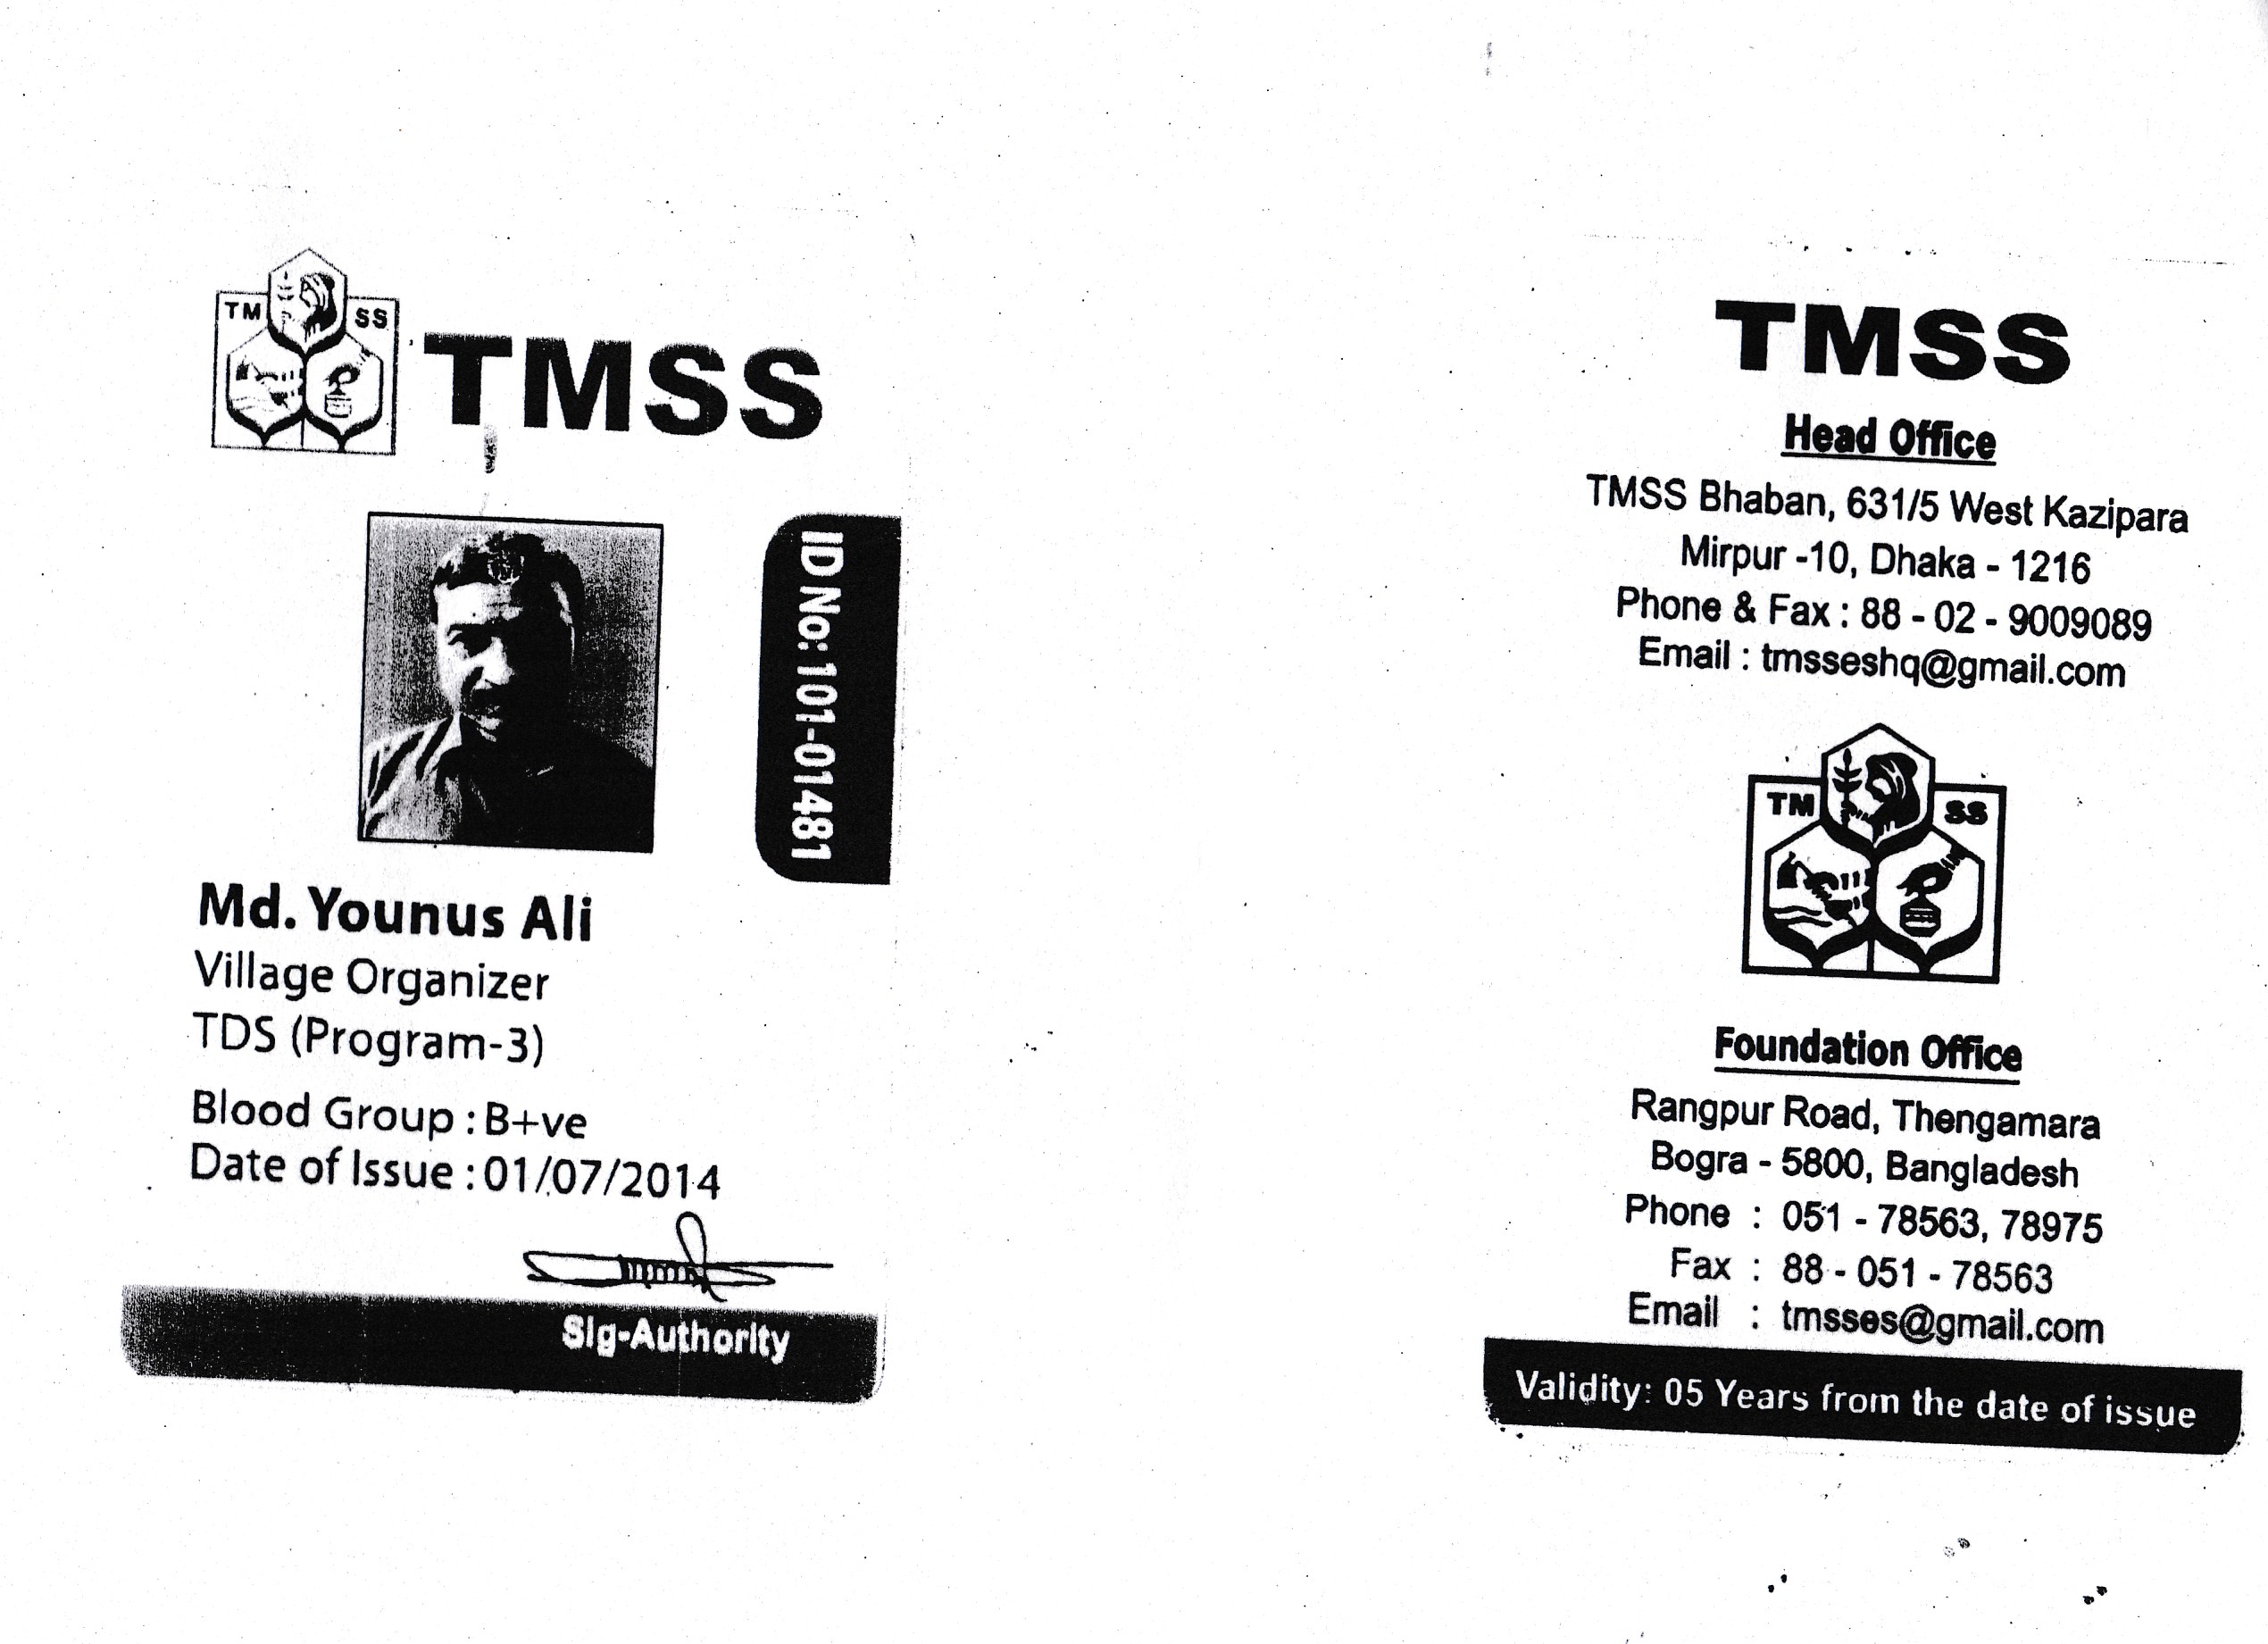 TM SS
TMSS
ID No: 101-01481
Md. Younus Ali
Village Organizer
TDS (Program-3)
Blood Group : B+ve
Date of Issue : 01/07/2014
Sig-Authority
TMSS
Head Office
TMSS Bhaban, 631/5 West Kazipara
Mirpur -10, Dhaka - 1216
Phone & Fax : 88 - 02 - 9009089
Email : tmsseshq@gmail.com
TM SS
Foundation Office
Rangpur Road, Thengamara
Bogra - 5800, Bangladesh
Phone : 051 - 78563, 78975
Fax : 88 - 051 - 78563
Email : tmsses@gmail.com
Validity: 05 Years from the date of issue